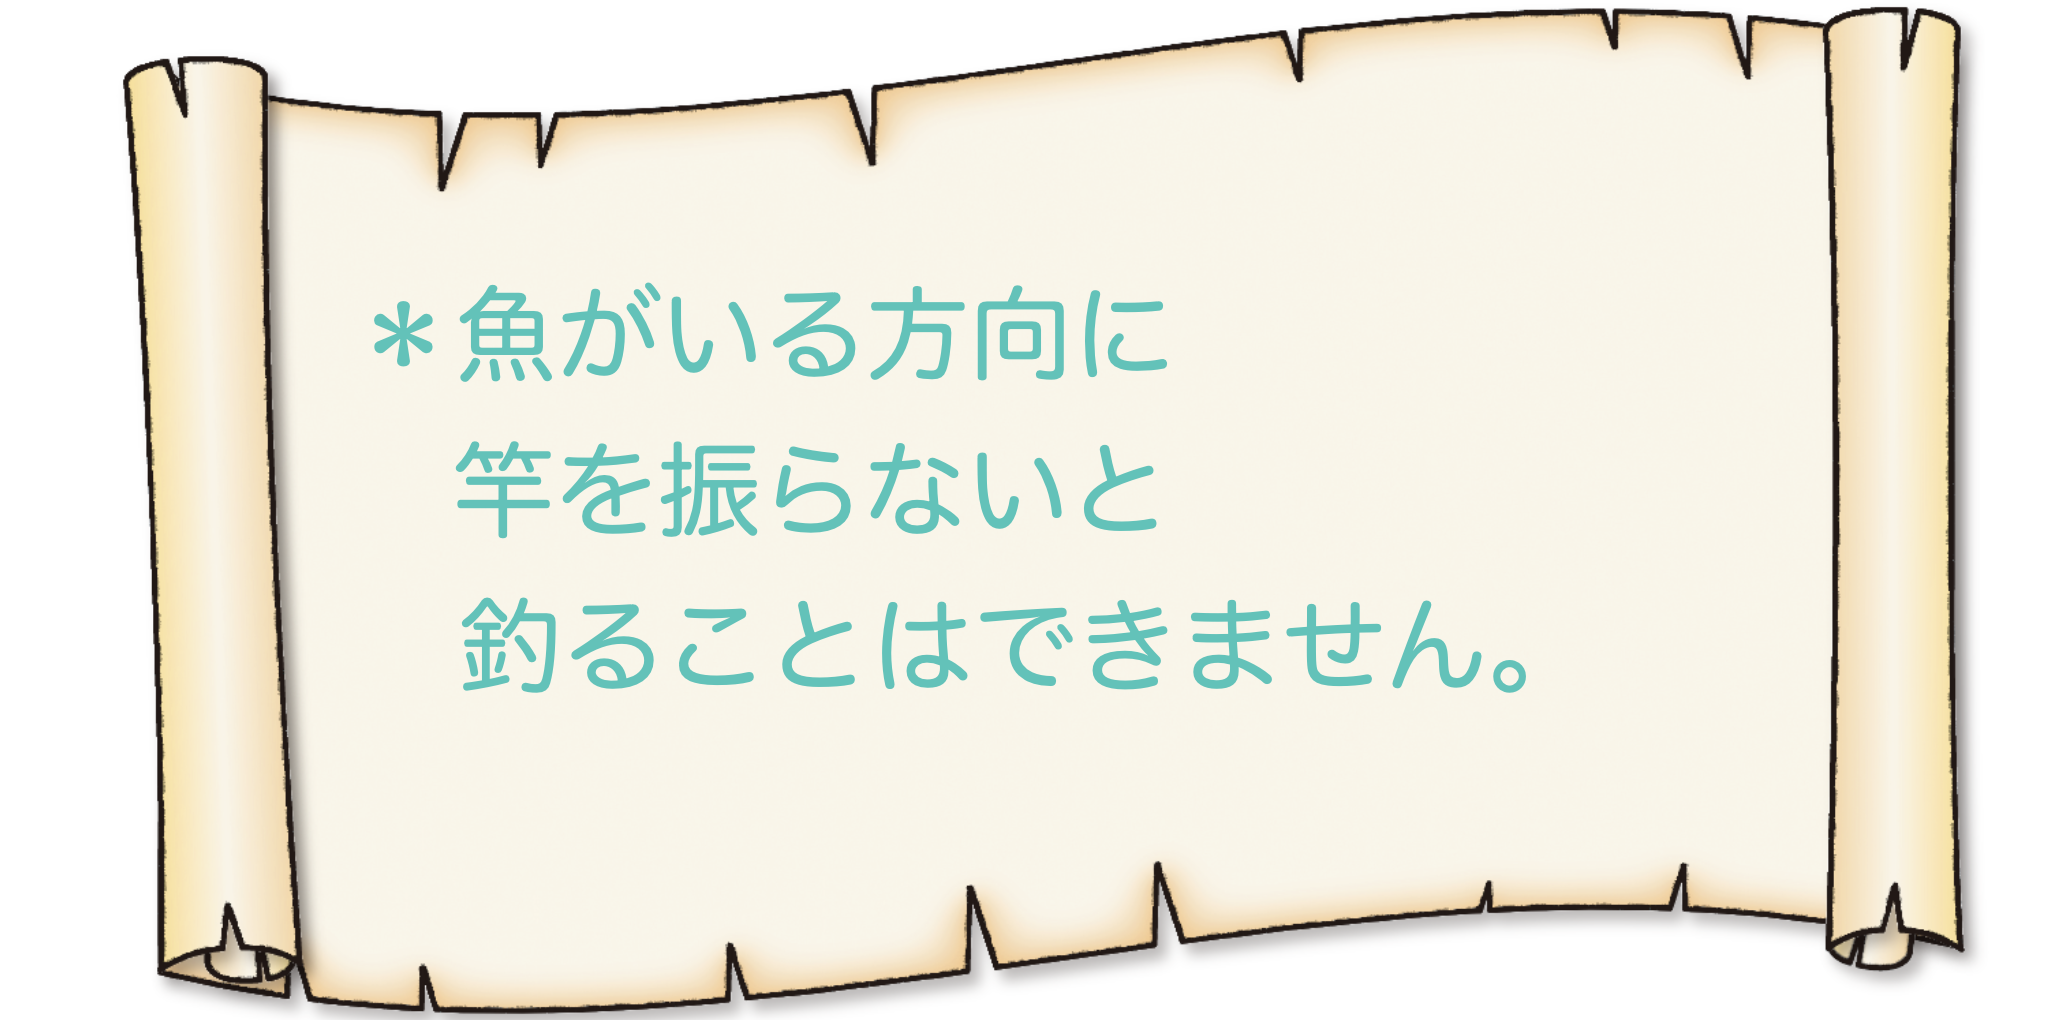 ＊魚がいる方向に
竿を振らないと
釣ることはできません。